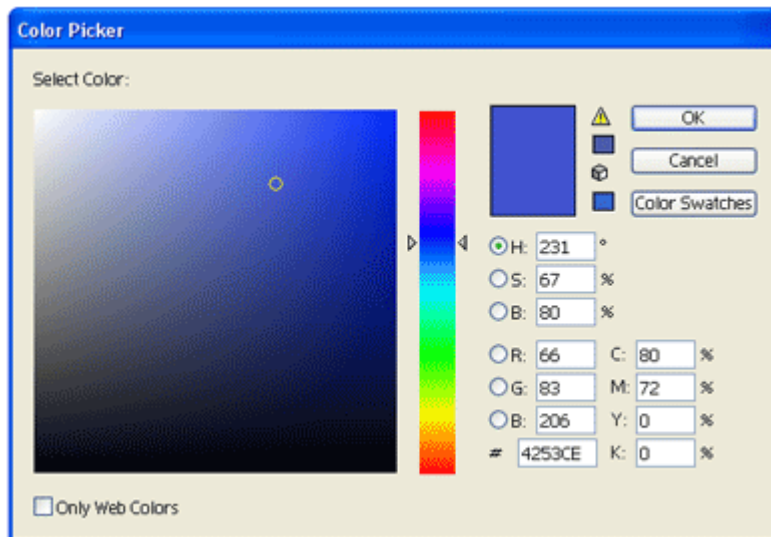 Color Picker
Select Color:
OK
Cancel
Color Swatches
H: 231 °
S: 67 %
B: 80 %
R: 66 C: 80 %
G: 83 M: 72 %
B: 206 Y: 0 %
# 4253CE K: 0 %
Only Web Colors